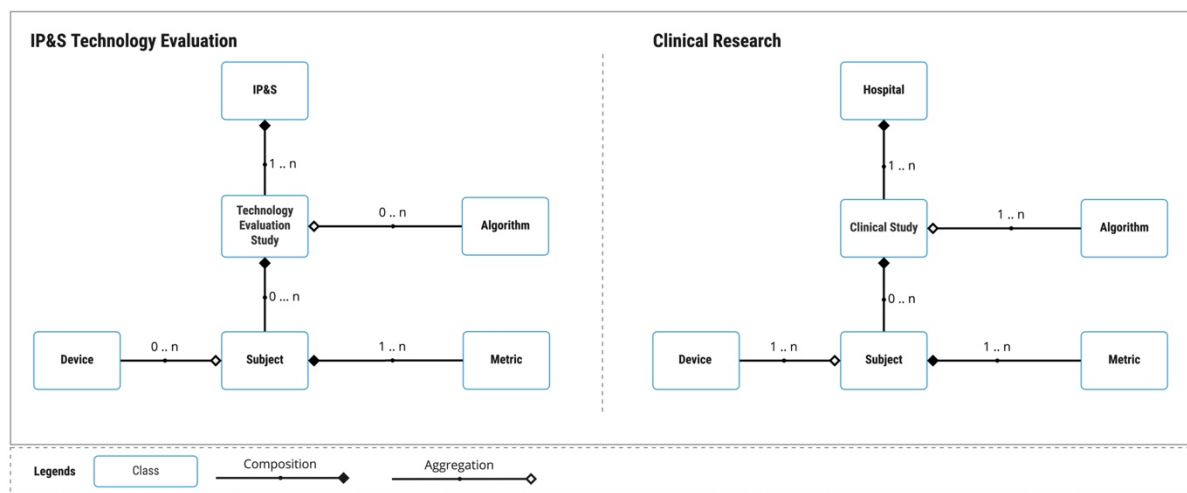 IP&S Technology Evaluation
IP&S
1 .. n
Technology
Evaluation
Study
0 .. n
Algorithm
0 ... n
Device
0 .. n
Subject
1 .. n
Metric
Clinical Research
Hospital
1 .. n
Clinical Study
1 .. n
Algorithm
0 .. n
Device
1 .. n
Subject
1 .. n
Metric
Legends
Class
Composition
Aggregation